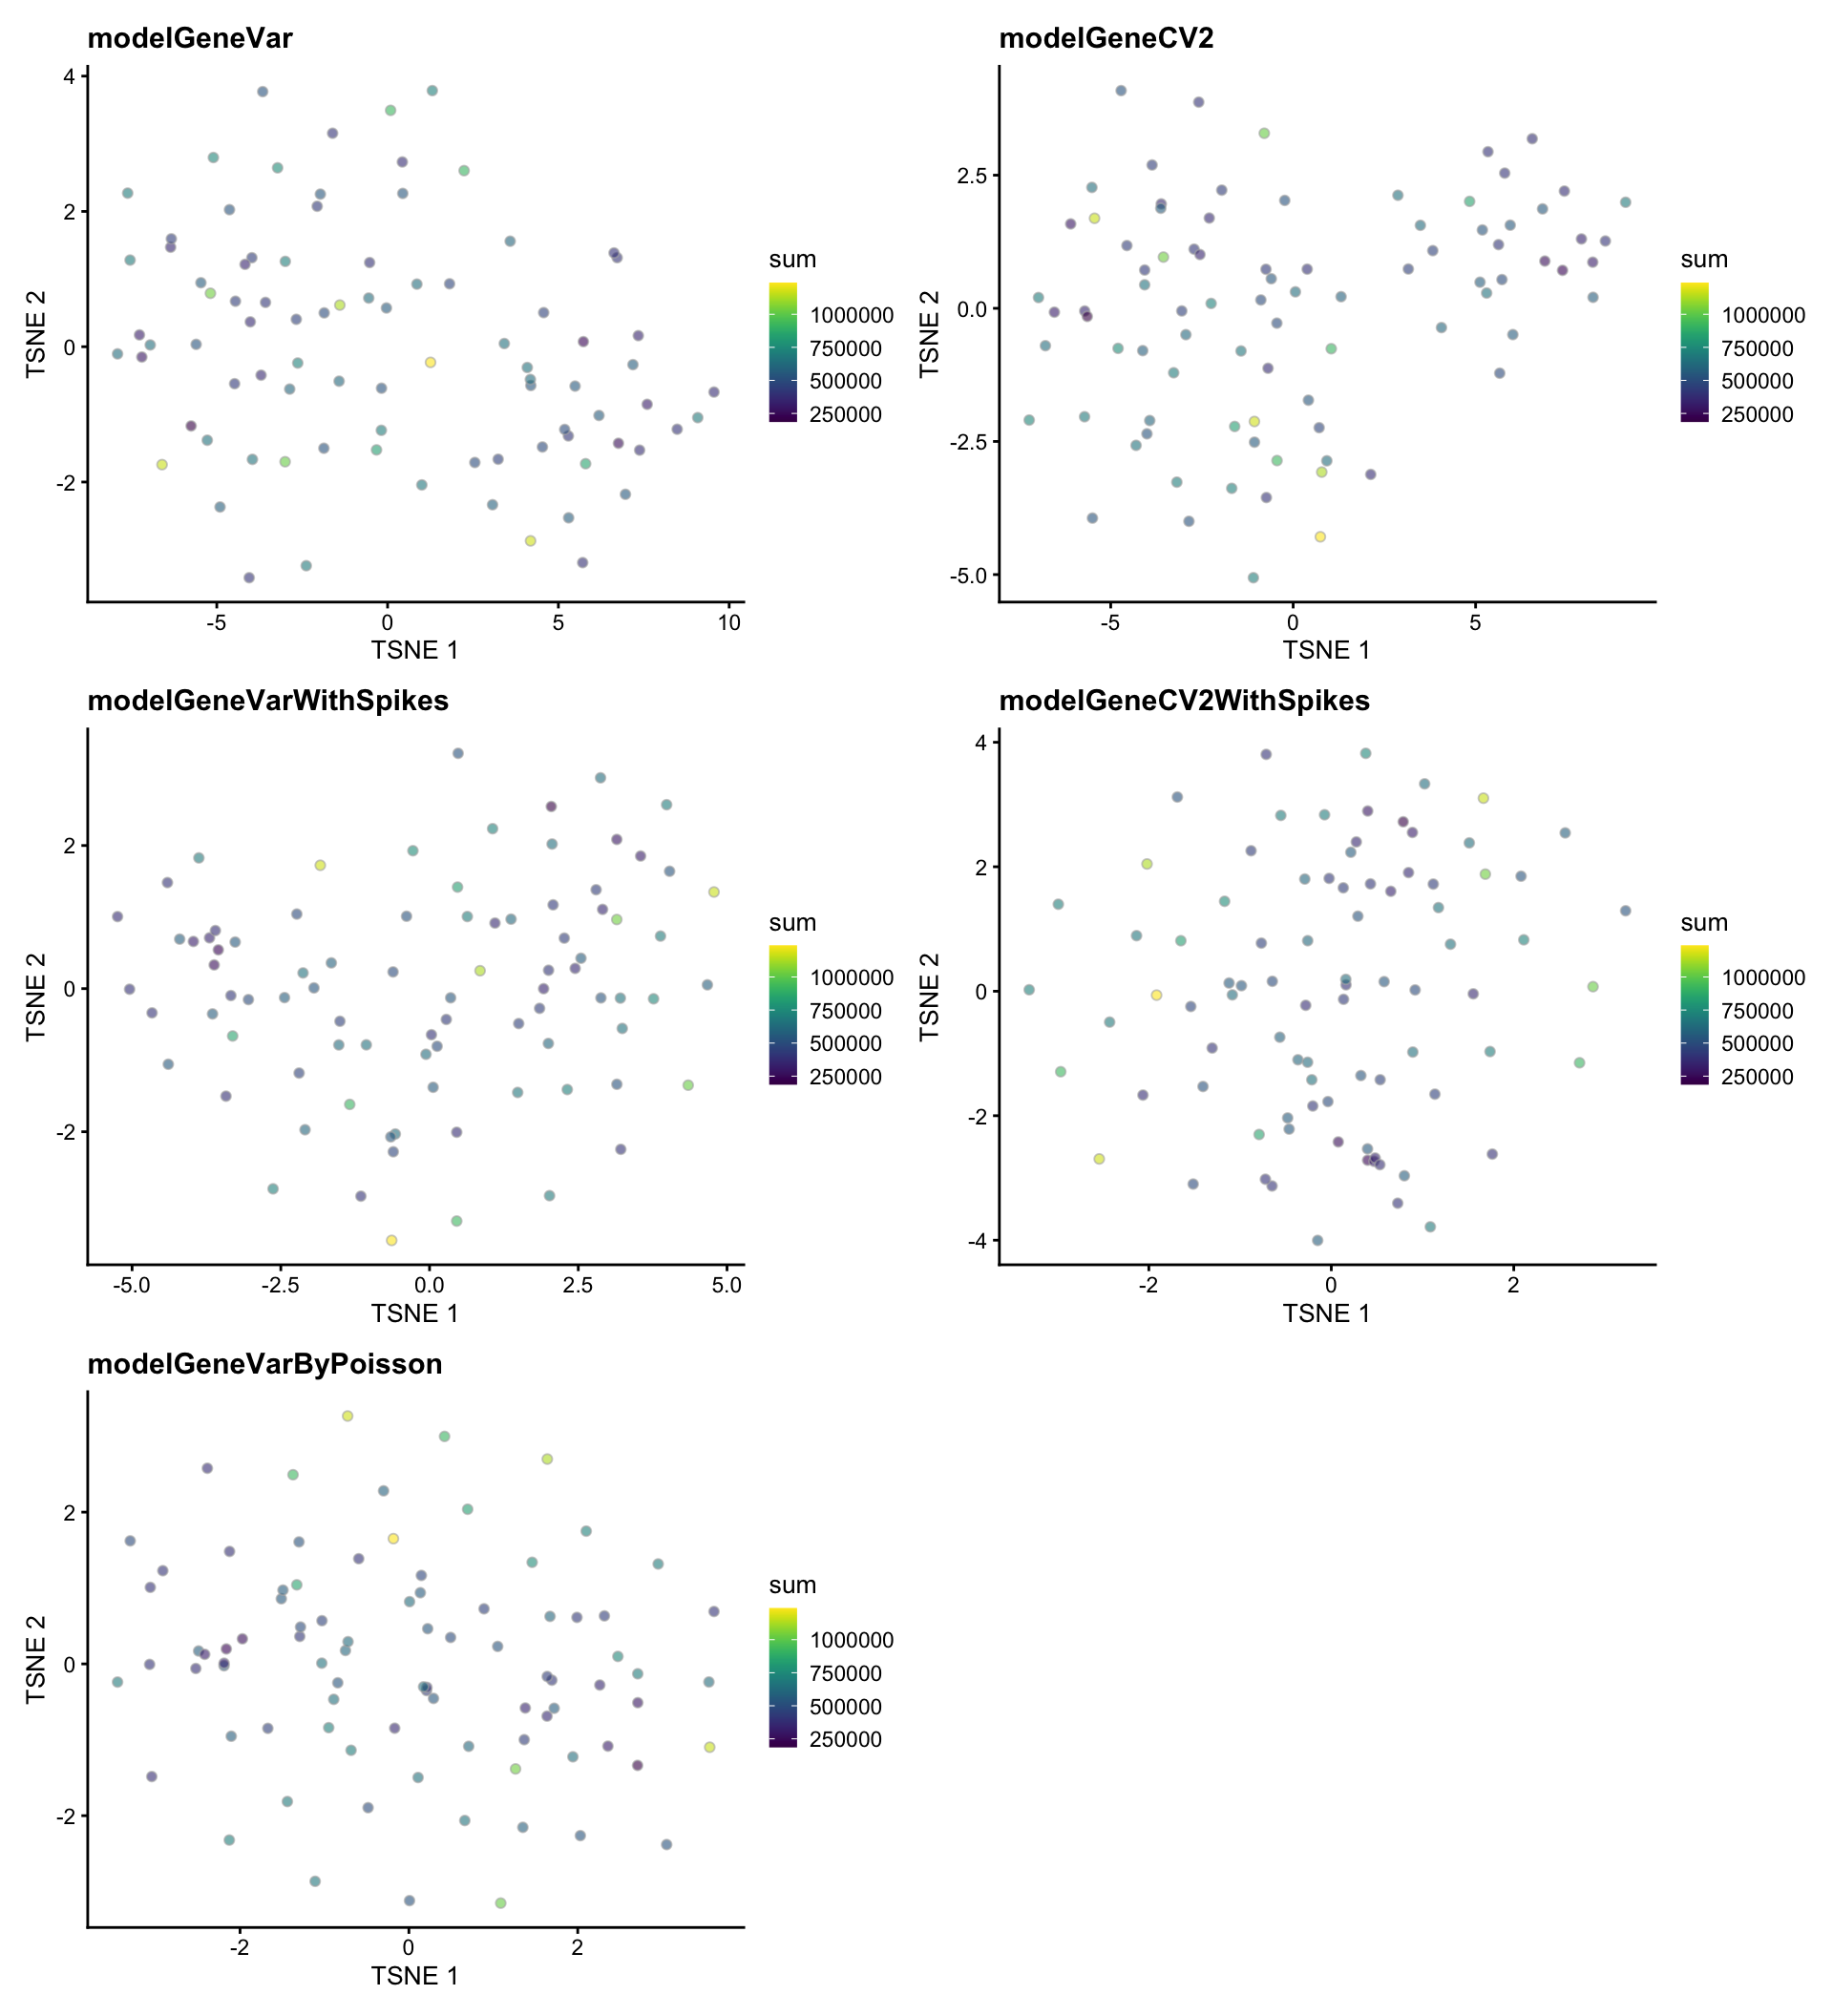 modelGeneVar
4
2
0
-2
TSNE 2
-5
0
5
10
TSNE 1
sum
1000000
750000
500000
250000
modelGeneCV2
2.5
0.0
-2.5
-5.0
TSNE 2
-5
0
5
TSNE 1
sum
1000000
750000
500000
250000
modelGeneVarWithSpikes
2
0
-2
TSNE 2
-5.0
-2.5
0.0
2.5
5.0
TSNE 1
sum
1000000
750000
500000
250000
modelGeneCV2WithSpikes
4
2
0
-2
-4
TSNE 2
-2
0
2
TSNE 1
sum
1000000
750000
500000
250000
modelGeneVarByPoisson
2
0
-2
TSNE 2
-2
0
2
TSNE 1
sum
1000000
750000
500000
250000